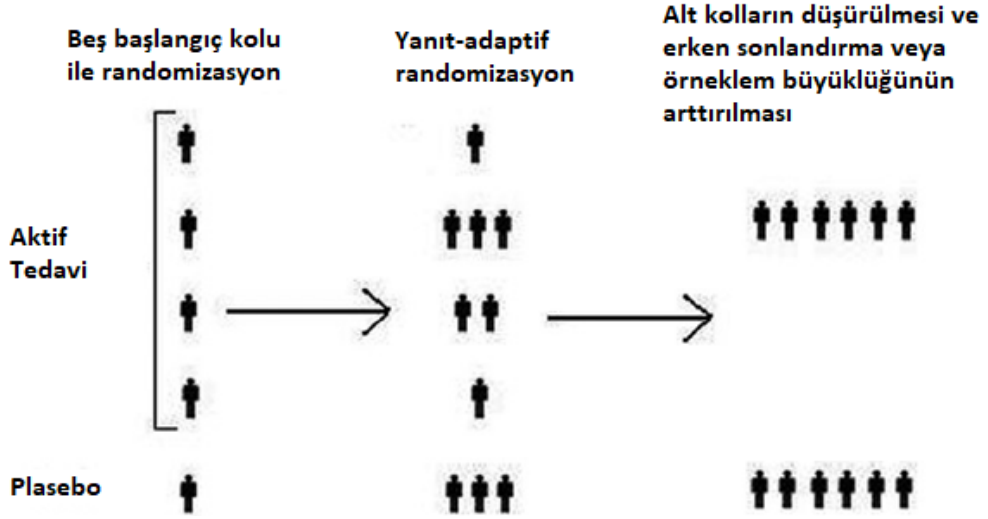 Beş başlangıç kolu
ile randomizasyon
Yanıt-adaptif
randomizasyon
Alt kolların düşürülmesi ve
erken sonlandırma veya
örneklem büyüklüğünün
arttırılması
Aktif
Tedavi
Plasebo